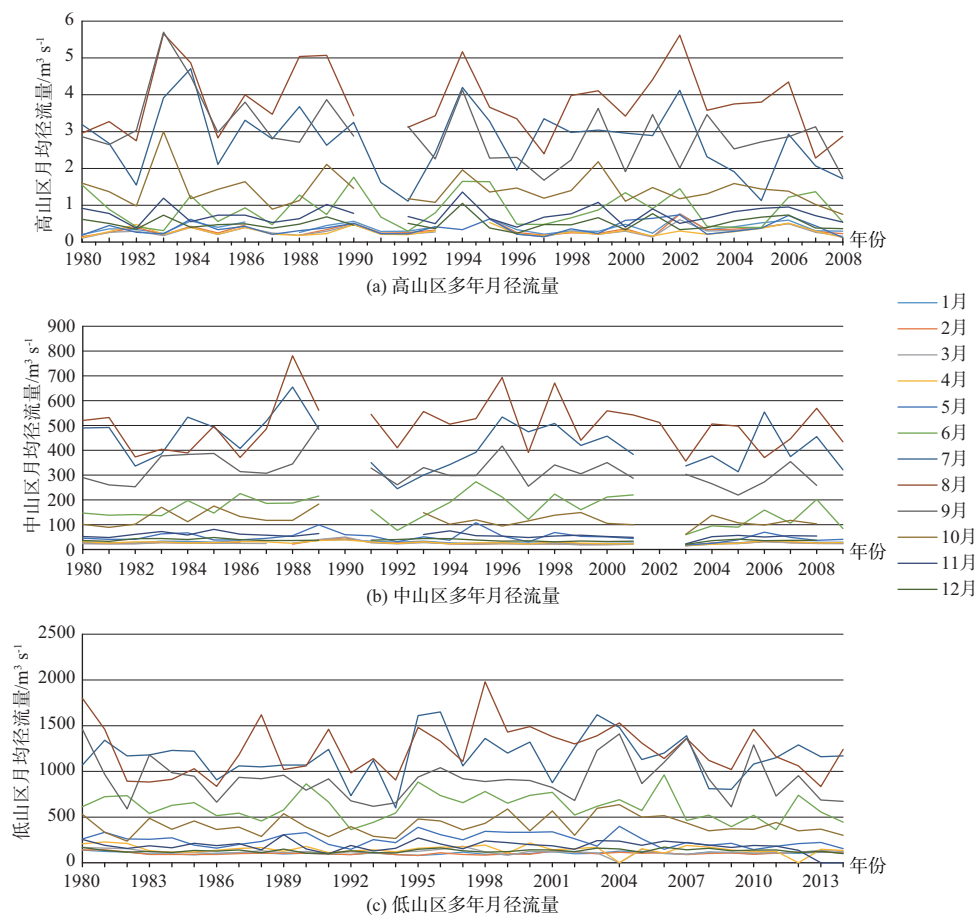 高山区月均径流量/m³ s⁻¹
6
5
4
3
2
1
0
1980 1982 1984 1986 1988 1990 1992 1994 1996 1998 2000 2002 2004 2006 2008
年份
(a) 高山区多年月径流量
中山区月均径流量/m³ s⁻¹
900
800
700
600
500
400
300
200
100
0
1980 1982 1984 1986 1988 1990 1992 1994 1996 1998 2000 2002 2004 2006 2008
年份
(b) 中山区多年月径流量
低山区月均径流量/m³ s⁻¹
2500
2000
1500
1000
500
0
1980 1983 1986 1989 1992 1995 1998 2001 2004 2007 2010 2013
年份
(c) 低山区多年月径流量
1月
2月
3月
4月
5月
6月
7月
8月
9月
10月
11月
12月